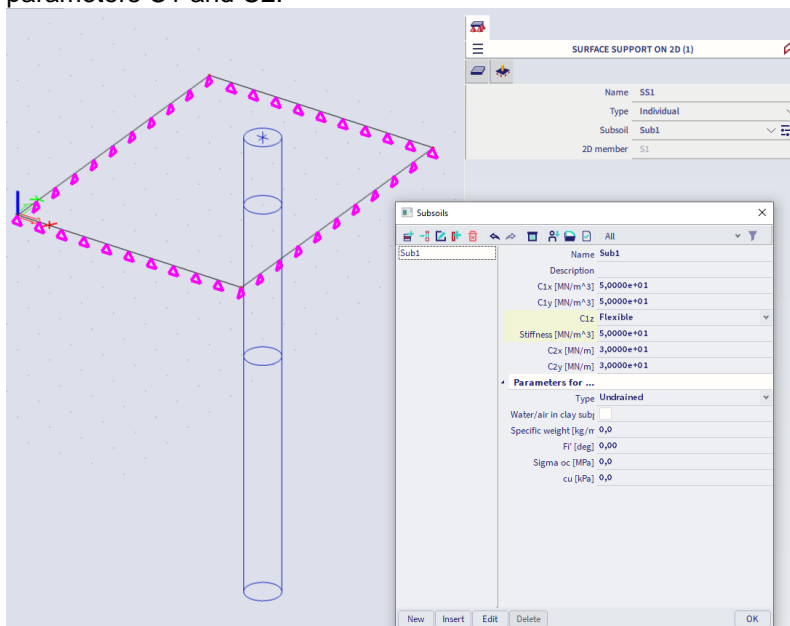 parameters C1 and C2.
SURFACE SUPPORT ON 2D (1)
Name SS1
Type Individual
Subsoil Sub1
2D member S1
Subsoils
All
Sub1
Name Sub1
Description
C1x [MN/m^3] 5,0000e+01
C1y [MN/m^3] 5,0000e+01
C1z Flexible
Stiffness [MN/m^3] 5,0000e+01
C2x [MN/m] 3,0000e+01
C2y [MN/m] 3,0000e+01
Parameters for ...
Type Undrained
Water/air in clay sub
Specific weight [kg/m 0,0
Fi' [deg] 0,00
Sigma oc [MPa] 0,0
cu [kPa] 0,0
New Insert Edit Delete OK